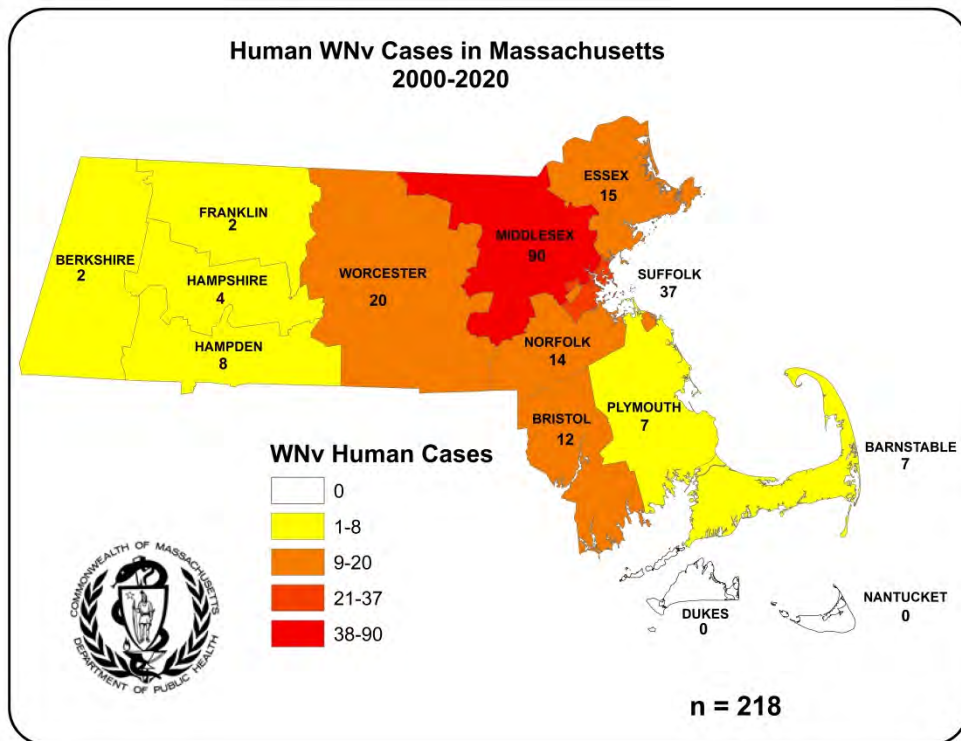 Human WNv Cases in Massachusetts
2000-2020
ESSEX
15
FRANKLIN
2
MIDDLESEX
90
BERKSHIRE
2
HAMPSHIRE
4
WORCESTER
20
SUFFOLK
37
HAMPDEN
8
NORFOLK
14
BRISTOL
12
PLYMOUTH
7
BARNSTABLE
7
DUKES
0
NANTUCKET
0
WNv Human Cases
0
1-8
9-20
21-37
38-90
COMMONWEALTH OF MASSACHUSETTS
DEPARTMENT OF PUBLIC HEALTH
n = 218